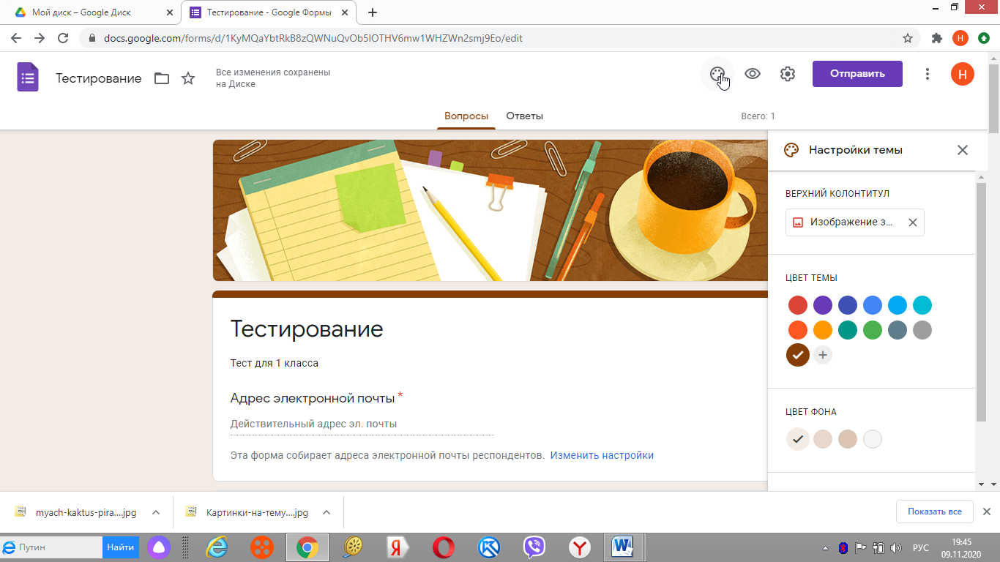 Мой диск – Google Диск
Тестирование - Google Формы
docs.google.com/forms/d/1KyMQaYbtRkB8zQWNuQvOb5IOTHV6mw1WHZWn2smj9Eo/edit
Н
Тестирование
Все изменения сохранены
на Диске
Отправить
Н
Вопросы Ответы
Всего: 1
Настройки темы
ВЕРХНИЙ КОЛОНТИТУЛ
Изображение з...
ЦВЕТ ТЕМЫ
Тестирование
Тест для 1 класса
Адрес электронной почты *
Действительный адрес эл. почты
Эта форма собирает адреса электронной почты респондентов. Изменить настройки
ЦВЕТ ФОНА
myach-kaktus-pira....jpg
Картинки-на-тему....jpg
Показать все
Путин
Найти
РУС
19:45
09.11.2020